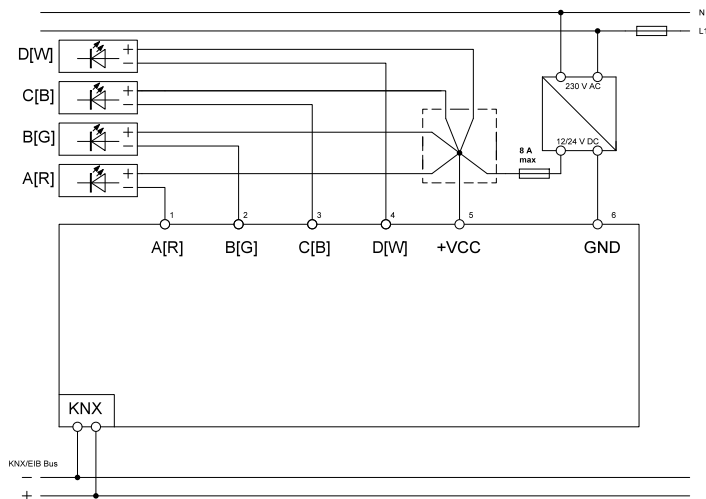 N
L1
D[W]
+
−
C[B]
+
−
230 V AC
B[G]
+
−
12/24 V DC
8 A
max
A[R]
+
−
1 2 3 4 5 6
A[R] B[G] C[B] D[W] +VCC GND
KNX
KNX/EIB Bus
−
+